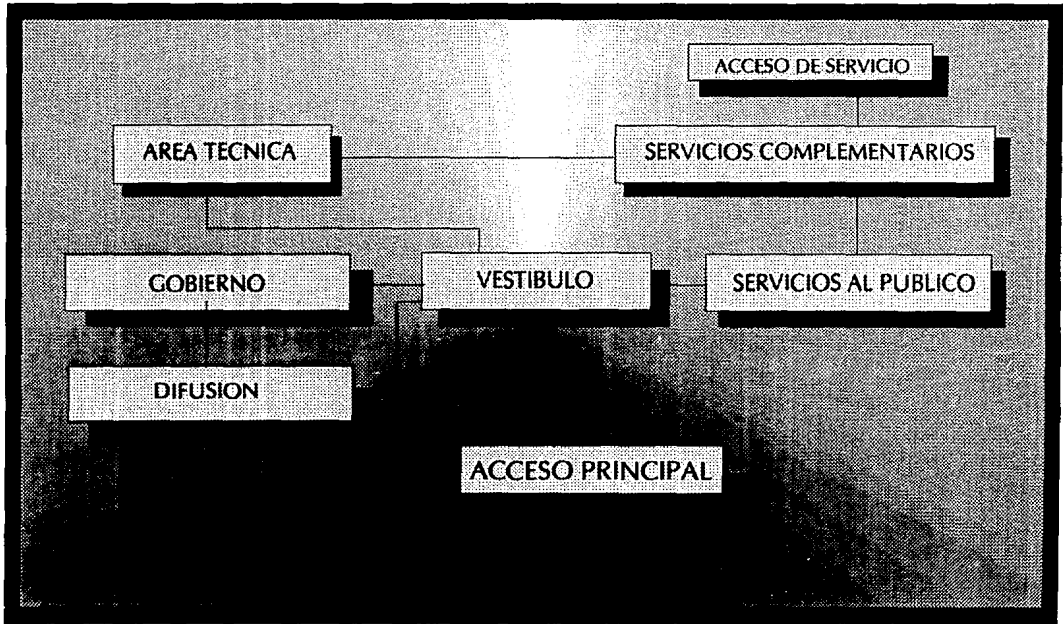 ACCESO DE SERVICIO
AREA TECNICA
SERVICIOS COMPLEMENTARIOS
GOBIERNO
VESTIBULO
SERVICIOS AL PUBLICO
DIFUSION
ACCESO PRINCIPAL